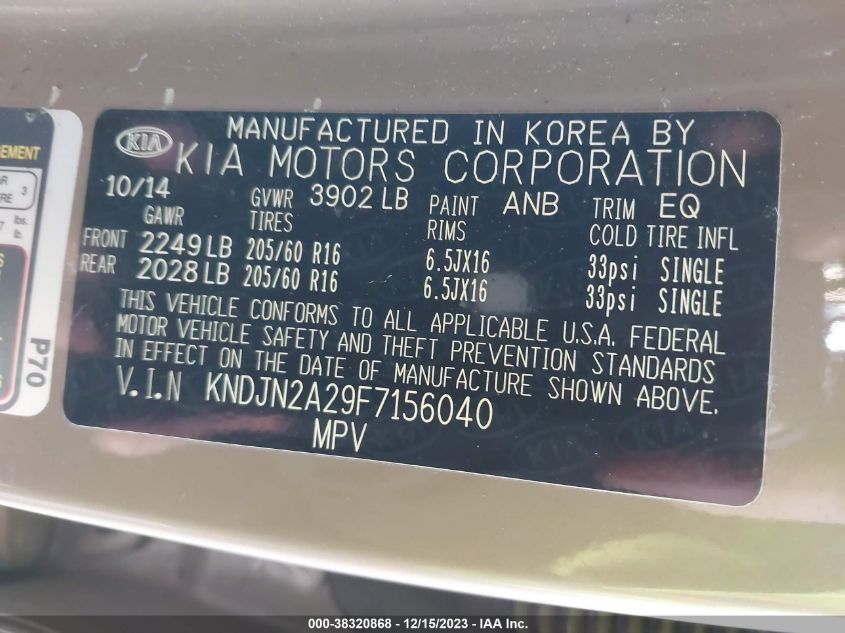 KIA
MANUFACTURED IN KOREA BY
KIA MOTORS CORPORATION
10/14 GVWR 3902 LB PAINT ANB TRIM EQ
GAWR TIRES RIMS COLD TIRE INFL
FRONT 2249 LB 205/60 R16 6.5JX16 33psi SINGLE
REAR 2028 LB 205/60 R16 6.5JX16 33psi SINGLE
THIS VEHICLE CONFORMS TO ALL APPLICABLE U.S.A. FEDERAL
MOTOR VEHICLE SAFETY AND THEFT PREVENTION STANDARDS
IN EFFECT ON THE DATE OF MANUFACTURE SHOWN ABOVE.
V.I.N KNDJN2A29F7156040
MPV
3
lbs.
P70
000-38320868 - 12/15/2023 - IAA Inc.